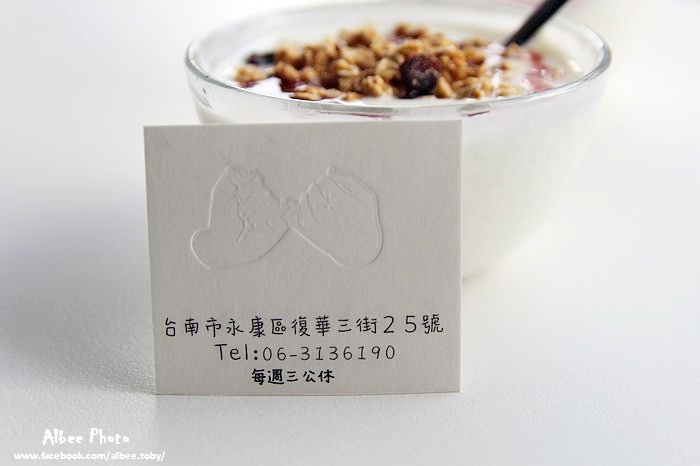 台南市永康區復華三街25號
Tel:06-3136190
每週三公休
Albee Photo
www.facebook.com/albee.toby/